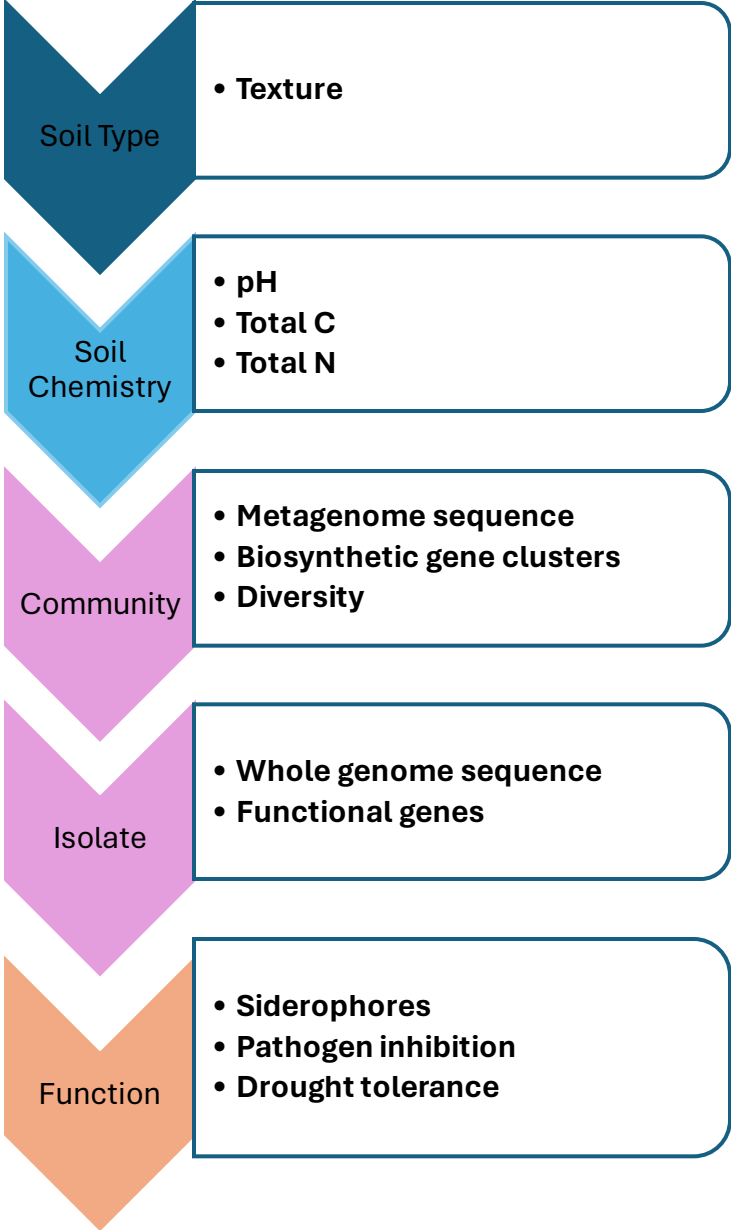 Soil Type
• Texture
Soil
Chemistry
• pH
• Total C
• Total N
Community
• Metagenome sequence
• Biosynthetic gene clusters
• Diversity
Isolate
• Whole genome sequence
• Functional genes
Function
• Siderophores
• Pathogen inhibition
• Drought tolerance